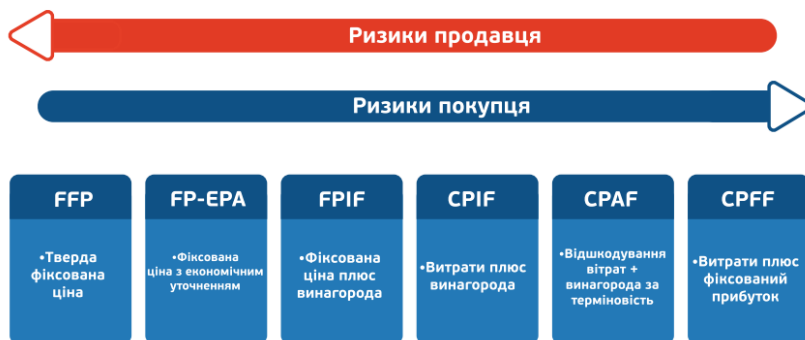 Ризики продавця
Ризики покупця
FFP
•Тверда
фіксована
ціна
FP-EPA
•Фіксована
ціна з економічним
уточненням
FPIF
•Фіксована
ціна плюс
винагорода
CPIF
•Витрати плюс
винагорода
CPAF
•Відшкодування
вітрат +
винагорода за
терміновість
CPFF
•Витрати плюс
фіксований
прибуток